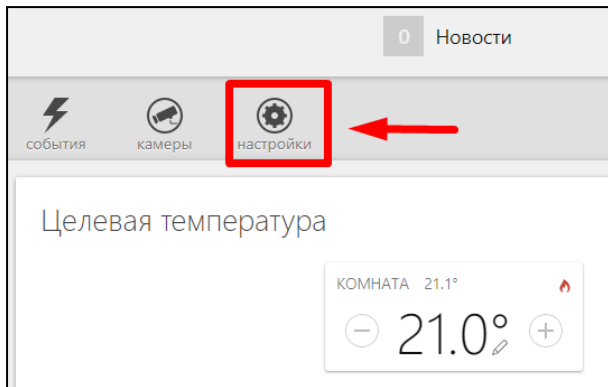 0 Новости
события камеры настройки
Целевая температура
КОМНАТА 21.1°
21.0°